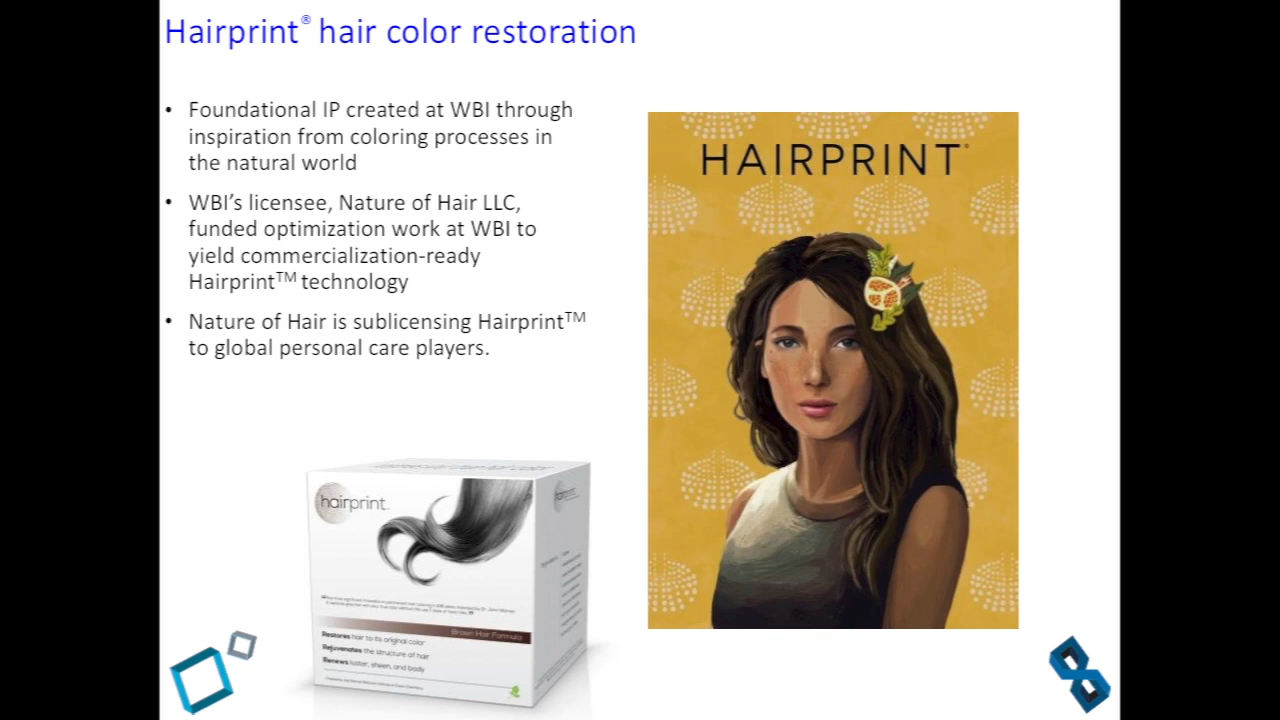 Hairprint® hair color restoration
• Foundational IP created at WBI through
inspiration from coloring processes in
the natural world
• WBI’s licensee, Nature of Hair LLC,
funded optimization work at WBI to
yield commercialization-ready
Hairprint™ technology
• Nature of Hair is sublicensing Hairprint™
to global personal care players.
HAIRPRINT
hairprint
hairprint
Brown Hair Formula
Restores hair to its original color
Rejuvenates the structure of hair
Renews luster, sheen, and body